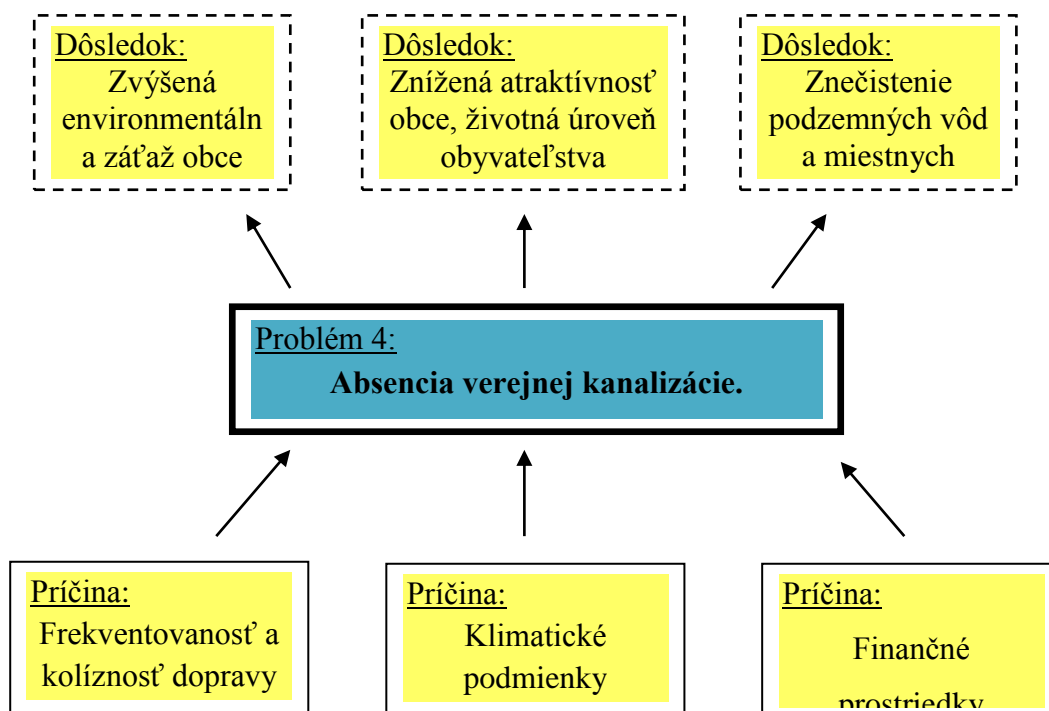 Dôsledok:
Zvýšená
environmentáln
a záťaž obce
Dôsledok:
Znížená atraktívnosť
obce, životná úroveň
obyvateľstva
Dôsledok:
Znečistenie
podzemných vôd
a miestnych
Problém 4:
Absencia verejnej kanalizácie.
Príčina:
Frekventovanosť a
kolíznosť dopravy
Príčina:
Klimatické
podmienky
Príčina:
Finančné
prostriedky